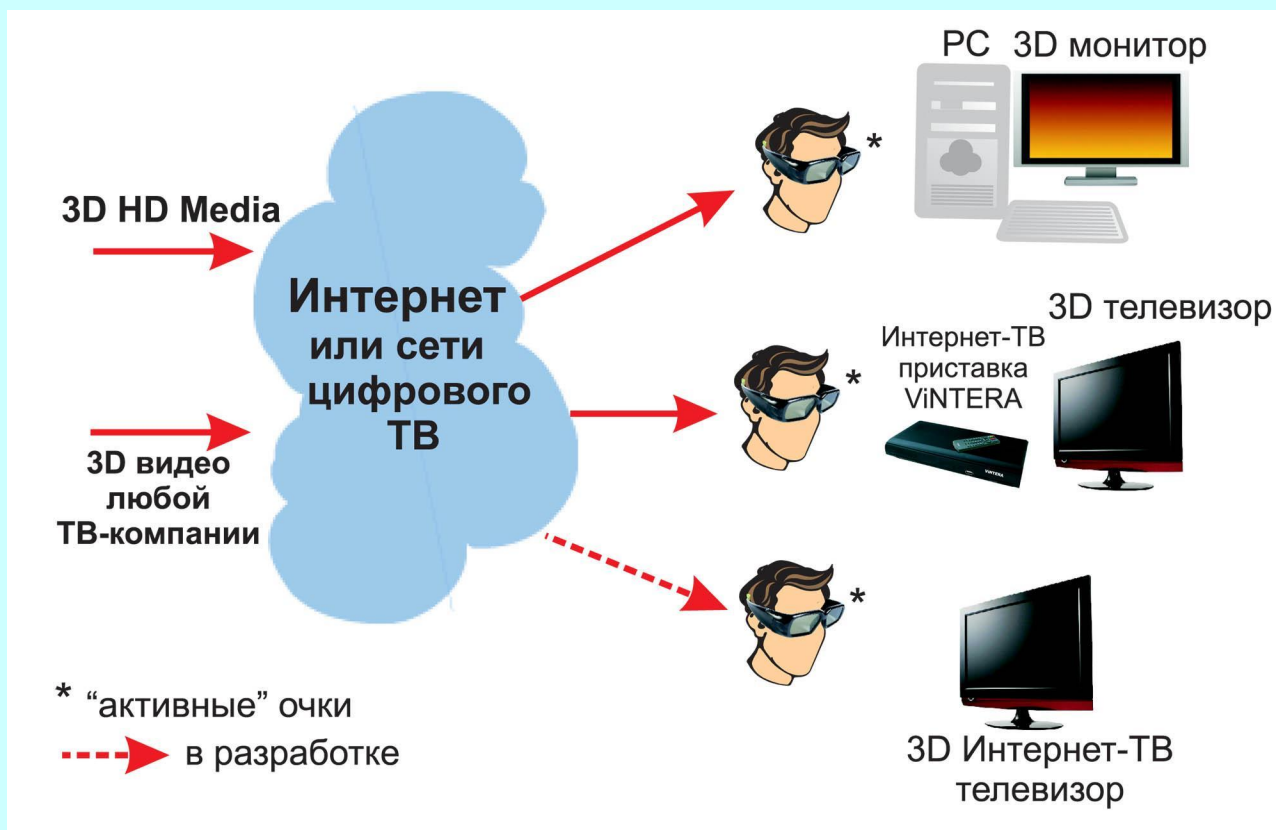 PC 3D монитор
*
3D HD Media
Интернет
или сети
цифрового
ТВ
3D телевизор
Интернет-ТВ
приставка
ViNTERA
*
ViNTERA
3D видео
любой
ТВ-компании
*
* “активные” очки
в разработке
3D Интернет-ТВ
телевизор